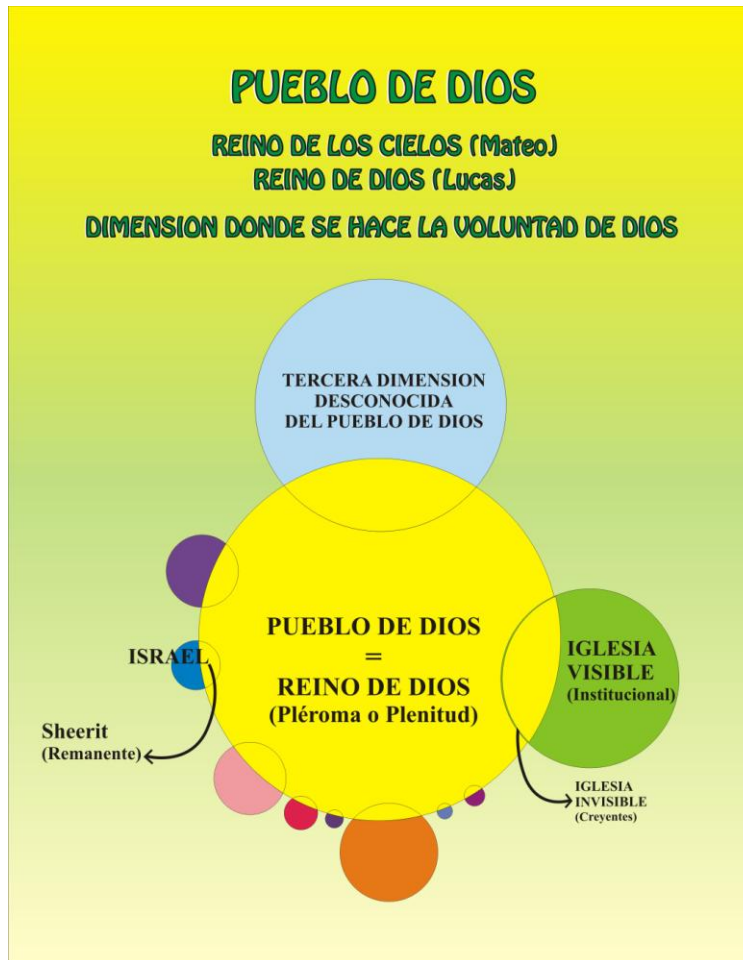 PUEBLO DE DIOS
REINO DE LOS CIELOS (Mateo)
REINO DE DIOS (Lucas)
DIMENSION DONDE SE HACE LA VOLUNTAD DE DIOS
TERCERA DIMENSION
DESCONOCIDA
DEL PUEBLO DE DIOS
PUEBLO DE DIOS
=
REINO DE DIOS
(Pléroma o Plenitud)
ISRAEL
Sheerit
(Remanente)
IGLESIA
VISIBLE
(Institucional)
IGLESIA
INVISIBLE
(Creyentes)